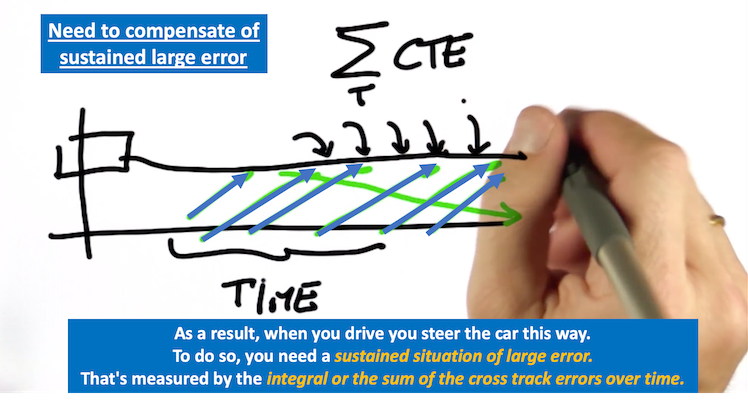 Need to compensate of
sustained large error
∑ CTE
T
TIME
As a result, when you drive you steer the car this way.
To do so, you need a sustained situation of large error.
That's measured by the integral or the sum of the cross track errors over time.